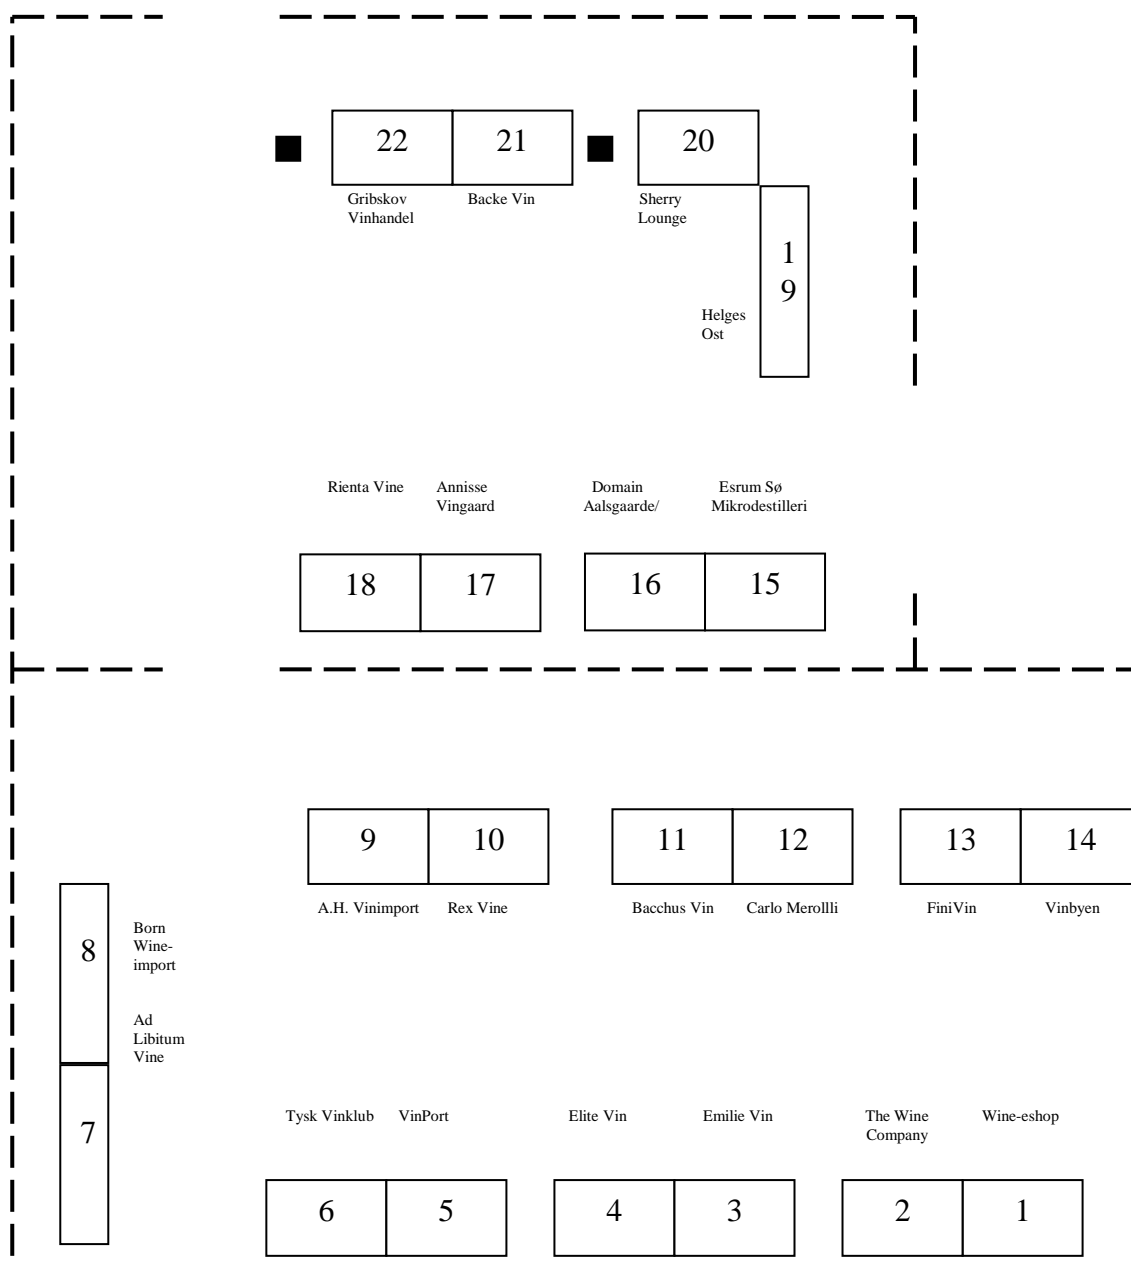 22 21 20
Gribskov
Vinhandel
Backe Vin
Sherry
Lounge
1
9
Helges
Ost
Rienta Vine
Annisse
Vingaard
Domain
Aalsgaarde/
Esrum Sø
Mikrodestilleri
18 17 16 15
9 10 11 12 13 14
A.H. Vinimport Rex Vine Bacchus Vin Carlo Merollli FiniVin Vinbyen
8
Born
Wine-
import
Ad
Libitum
Vine
7
Tysk Vinklub VinPort Elite Vin Emilie Vin
The Wine
Company
Wine-eshop
6 5 4 3 2 1